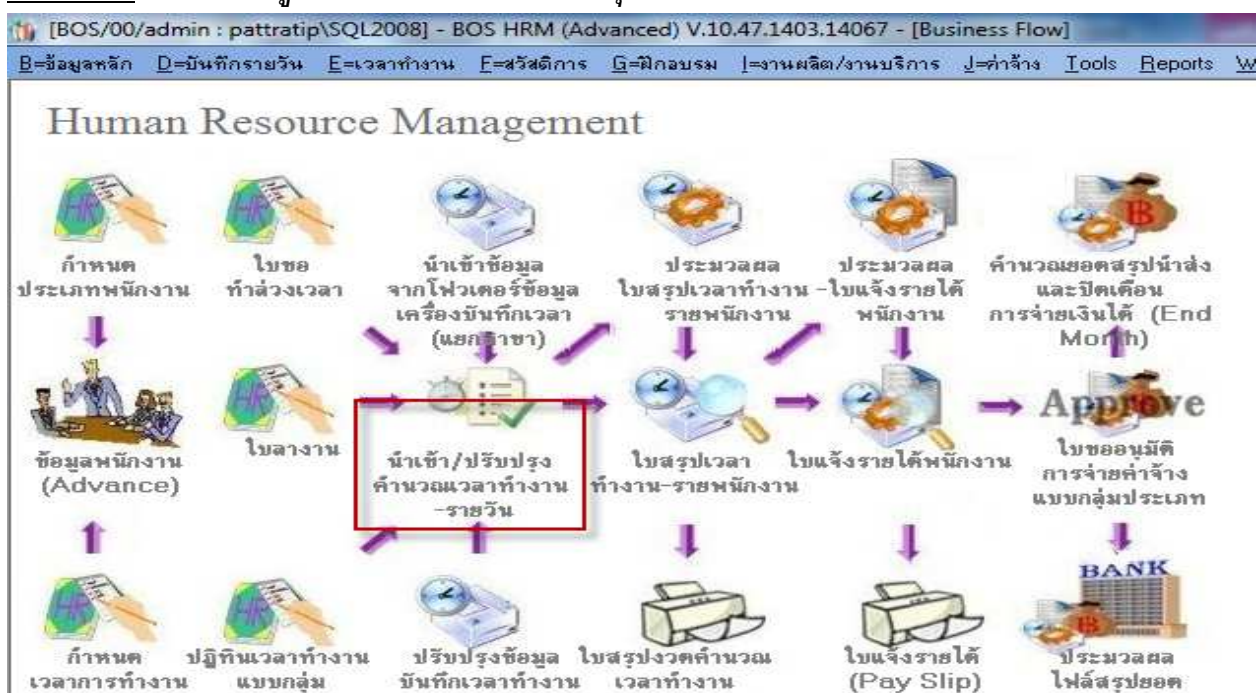 [BOS/00/admin : pattratip\SQL2008] - BOS HRM (Advanced) V.10.47.1403.14067 - [Business Flow]
B=ข้อมูลหลัก D=บันทึกรายวัน E=เวลาทำงาน F=สวัสดิการ G=ฝึกอบรม I=งานผลิต/งานบริการ J=ค่าจ้าง Tools Reports W
Human Resource Management
กำหนด
ประเภทพนักงาน
ใบขอ
ทำล่วงเวลา
นำเข้าข้อมูล
จากโฟวเดอร์ข้อมูล
เครื่องบันทึกเวลา
(แยกสาขา)
ประมวลผล
ใบสรุปเวลาทำงาน
รายพนักงาน
ประมวลผล
-ใบแจ้งรายได้
พนักงาน
คำนวณยอดสรุปนำส่ง
และปิดเดือน
การจ่ายเงินได้ (End
Month)
ข้อมูลพนักงาน
(Advance)
ใบลางาน
นำเข้า/ปรับปรุง
คำนวณเวลาทำงาน
-รายวัน
ใบสรุปเวลา
ทำงาน-รายพนักงาน
ใบแจ้งรายได้พนักงาน
Approve
ใบขออนุมัติ
การจ่ายค่าจ้าง
แบบกลุ่มประเภท
กำหนด
เวลาการทำงาน
ปฏิทินเวลาทำงาน
แบบกลุ่ม
ปรับปรุงข้อมูล
บันทึกเวลาทำงาน
ใบสรุปงวดคำนวณ
เวลาทำงาน
ใบแจ้งรายได้
(Pay Slip)
BANK
ประมวลผล
ไฟล์สรุปยอด